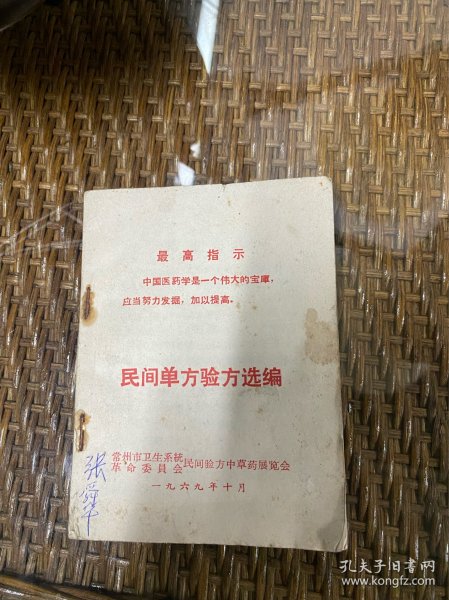 最高指示
中国医药学是一个伟大的宝庫，
应当努力发掘，加以提高。
民间单方验方选编
常州市卫生系統
革命委員会
民间验方中草药展览会
一九六九年十月
张
孔夫子旧书网
www.kongfz.com